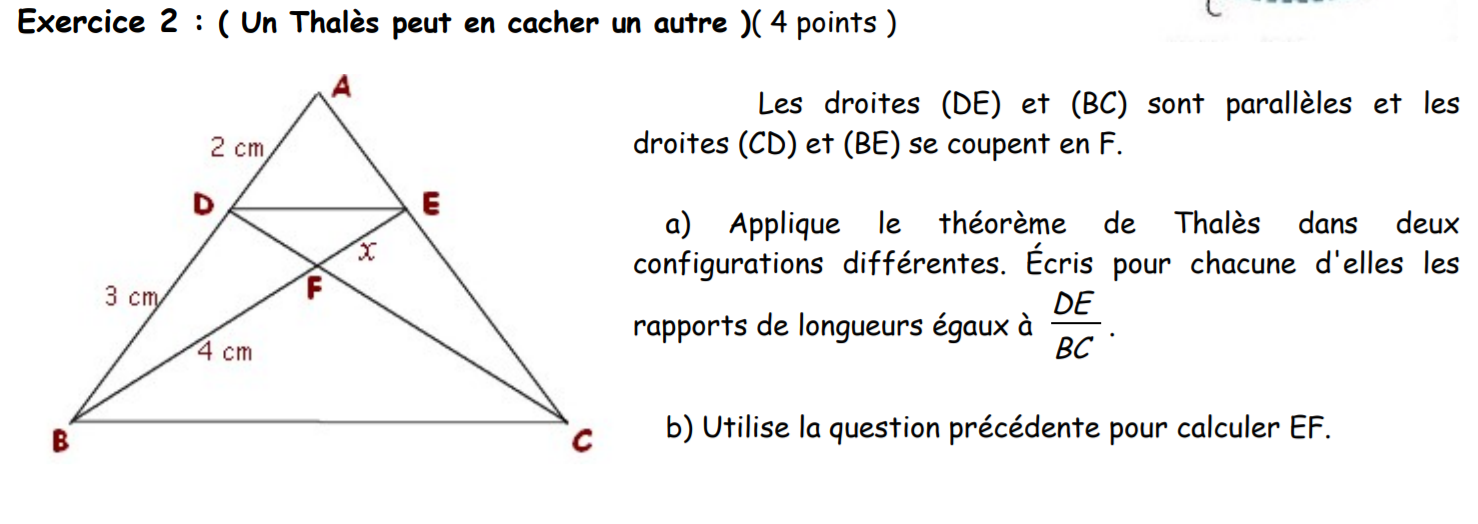 Exercice 2 : ( Un Thalès peut en cacher un autre )( 4 points )
A
2 cm
D
E
x
F
3 cm
4 cm
B
C
Les droites (DE) et (BC) sont parallèles et les
droites (CD) et (BE) se coupent en F.
a) Applique le théorème de Thalès dans deux
configurations différentes. Écris pour chacune d'elles les
rapports de longueurs égaux à DE/BC.
b) Utilise la question précédente pour calculer EF.